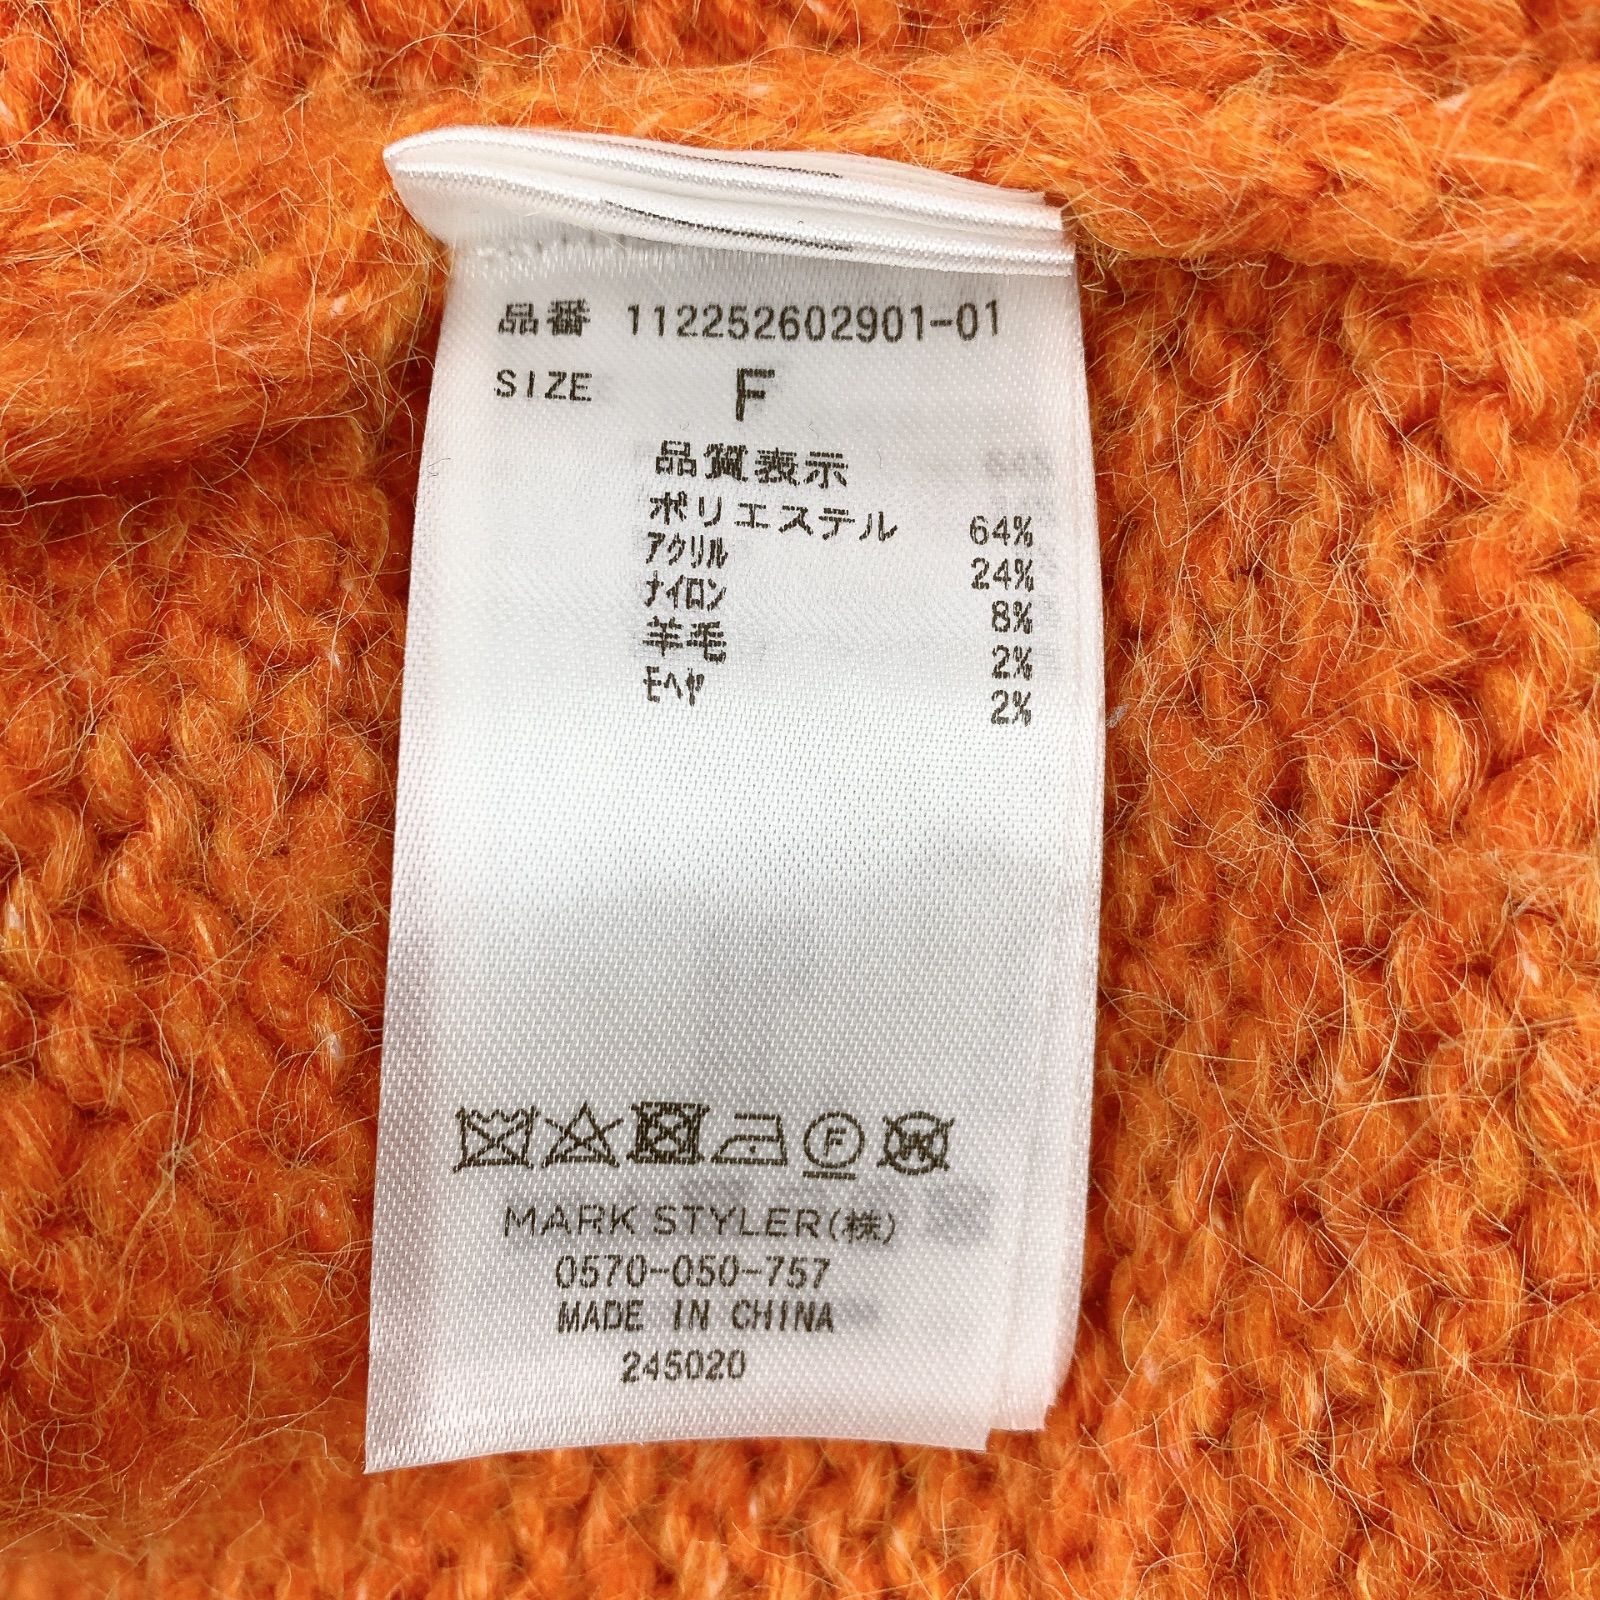 品番 112252602901-01
SIZE F
品質表示
ポリエステル 64%
アクリル 24%
ナイロン 8%
羊毛 2%
モヘヤ 2%
F
W
MARK STYLER(株)
0570-050-757
MADE IN CHINA
245020